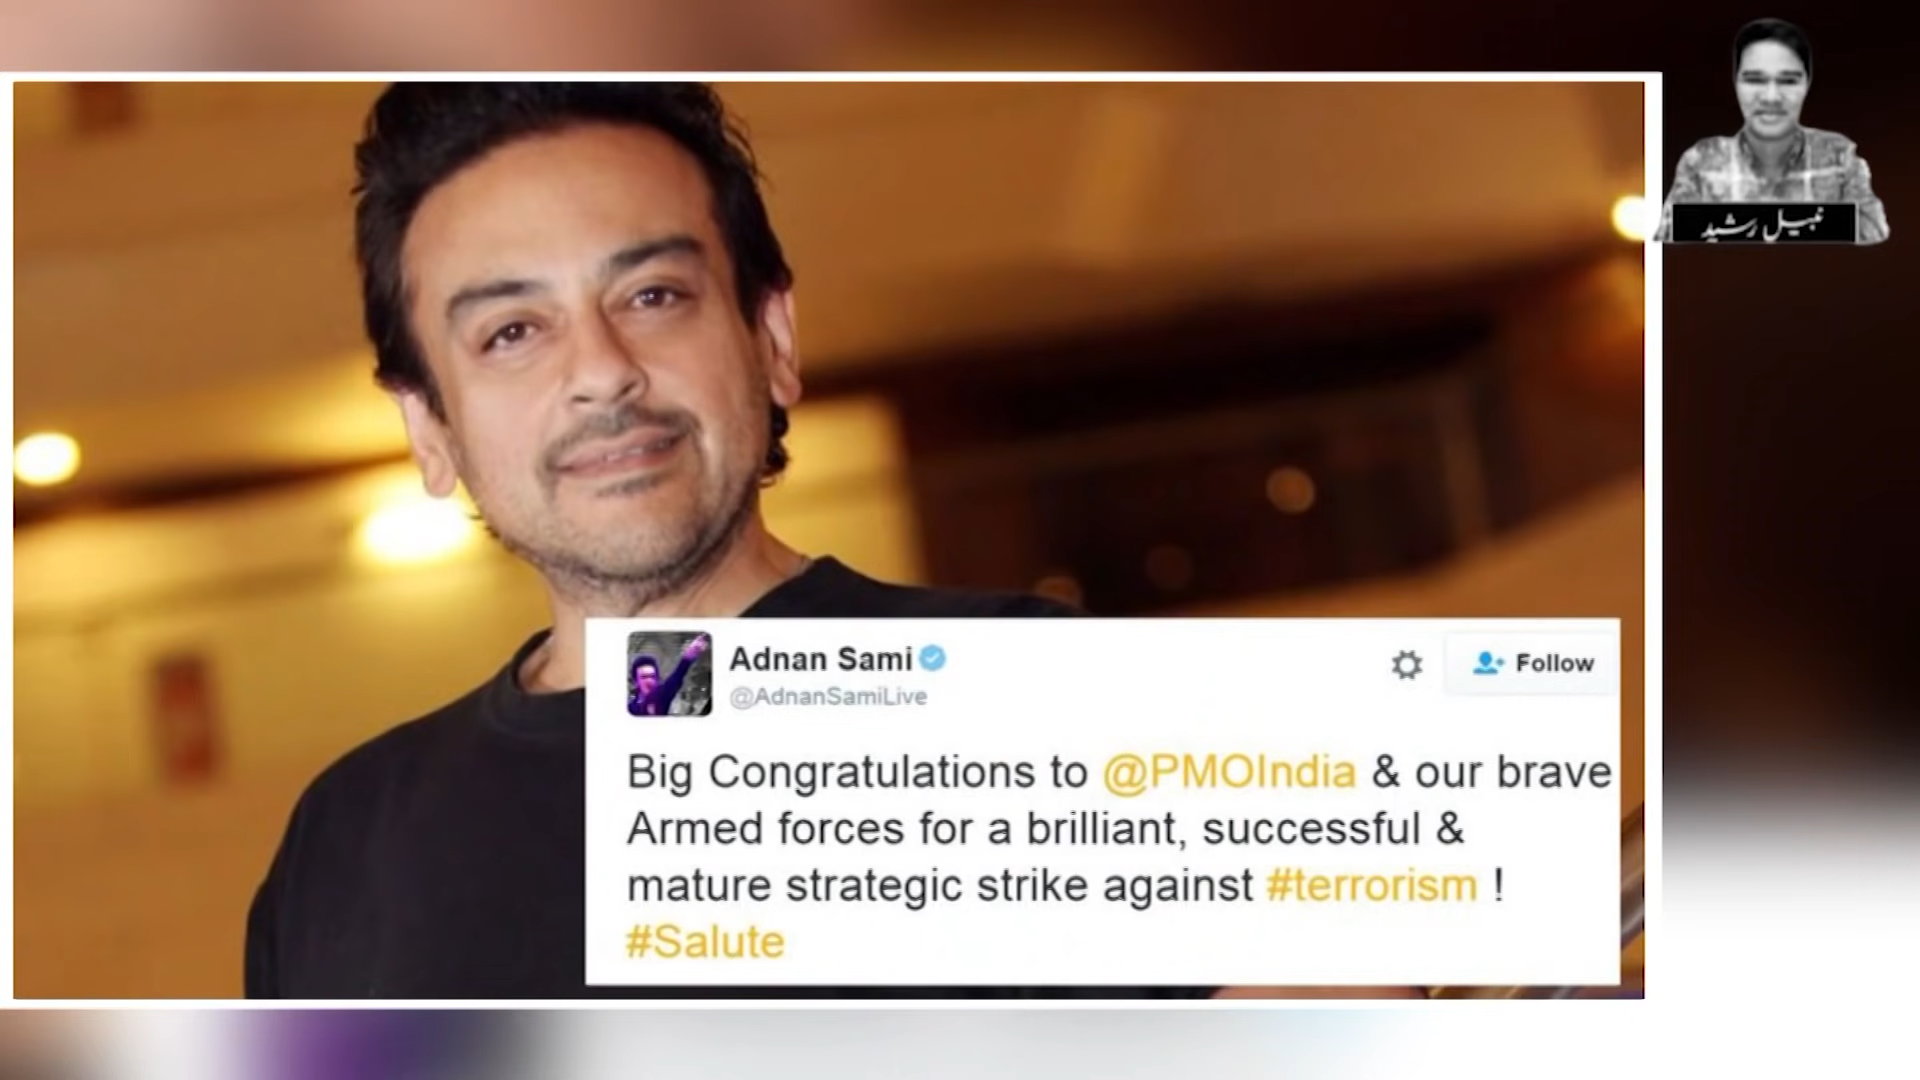 نبیل رشید
Adnan Sami
@AdnanSamiLive
Follow
Big Congratulations to @PMOIndia & our brave
Armed forces for a brilliant, successful &
mature strategic strike against #terrorism !
#Salute